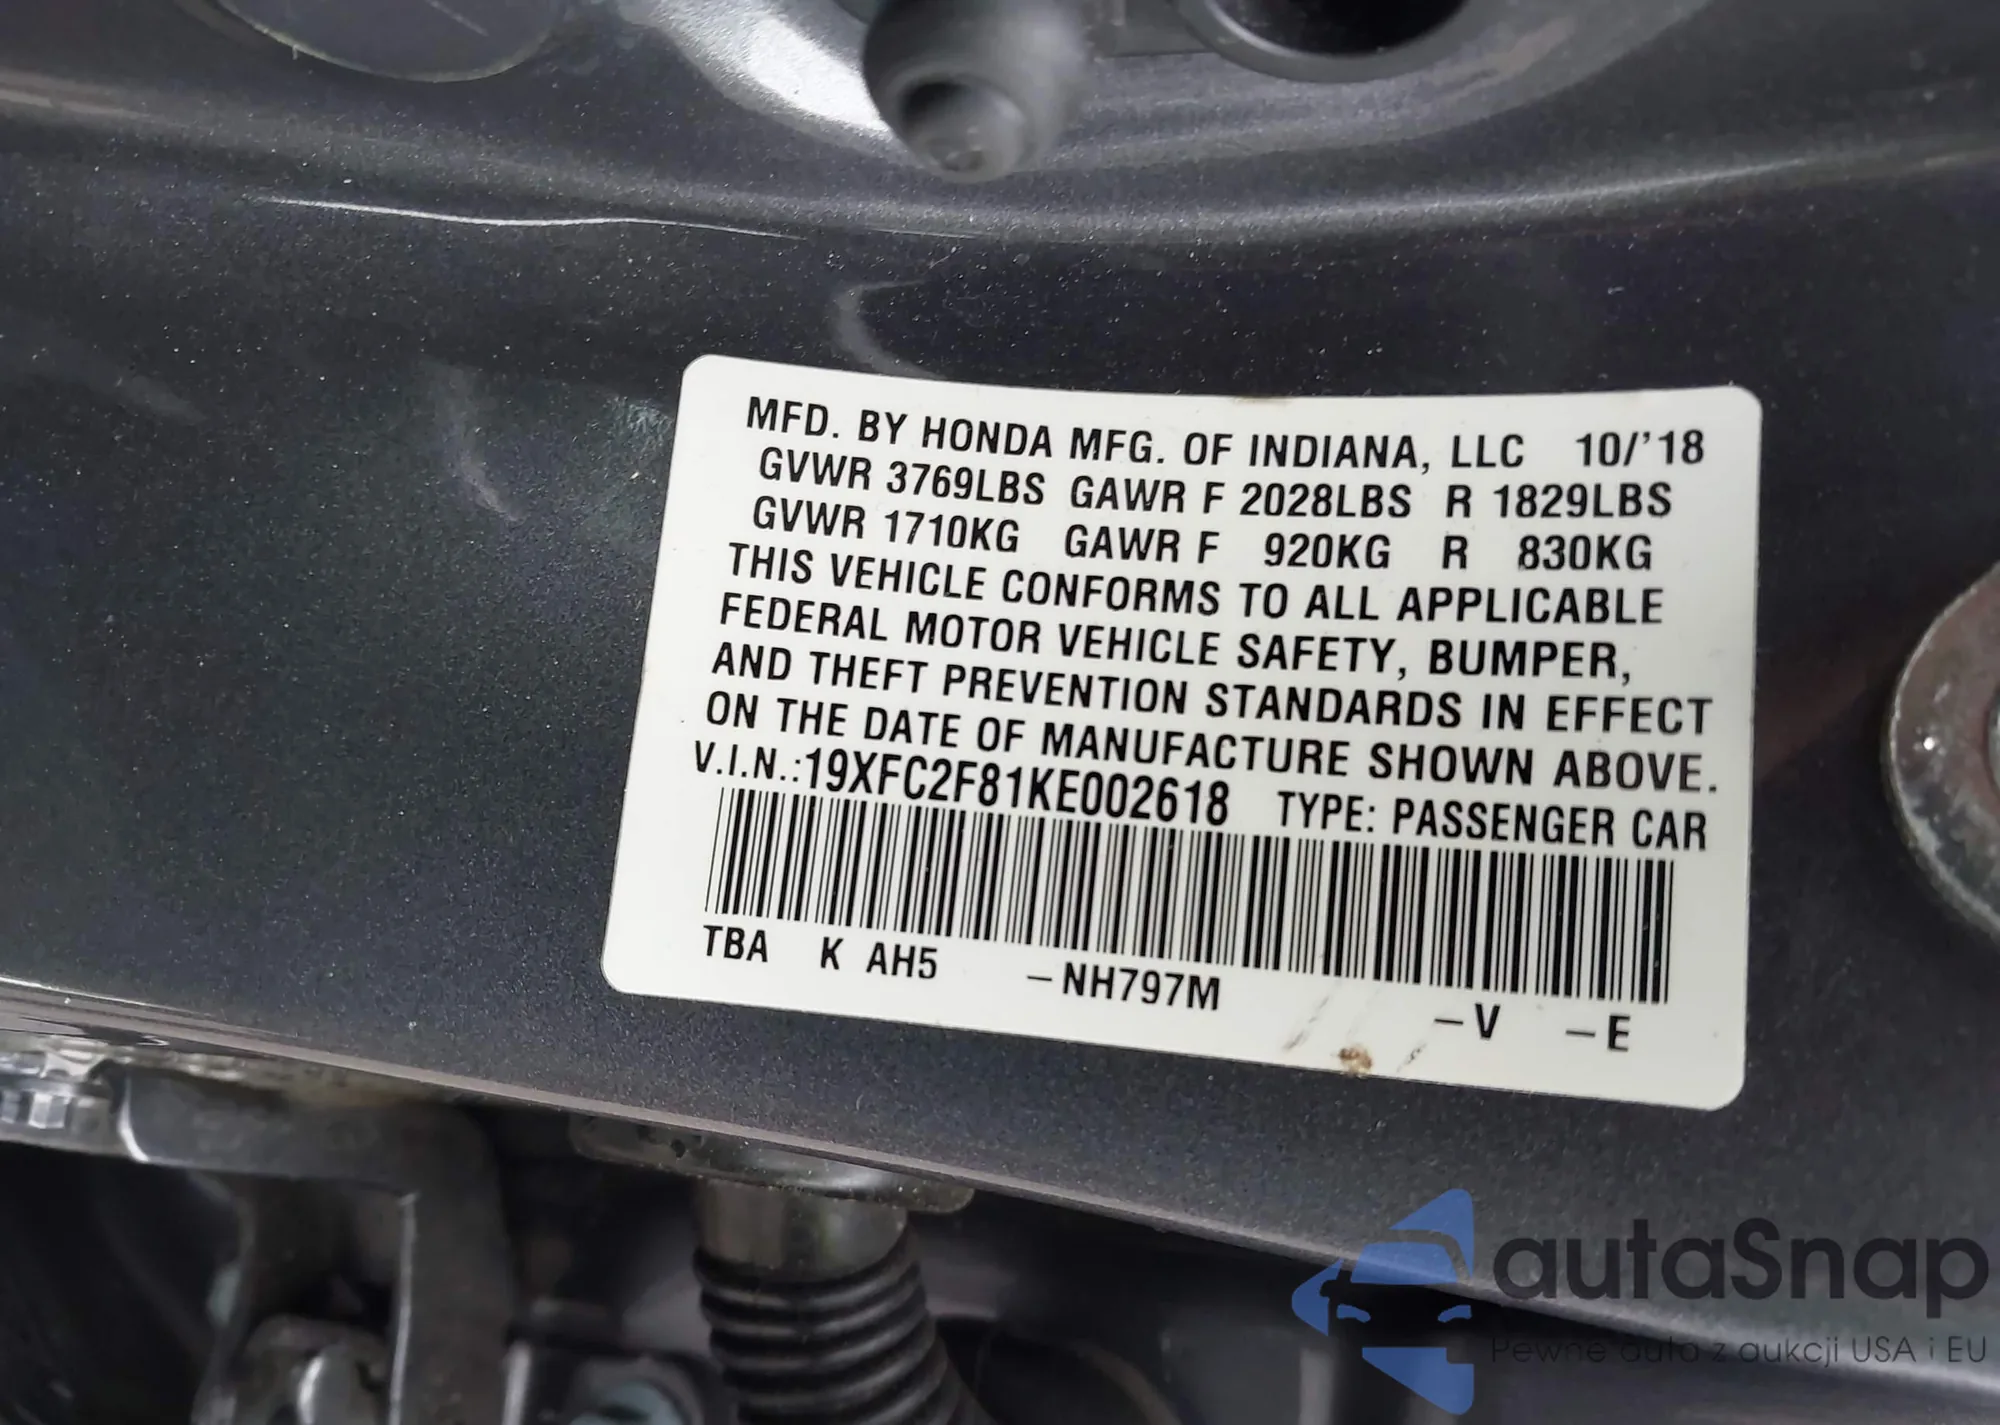 MFD. BY HONDA MFG. OF INDIANA, LLC 10/'18
GVWR 3769LBS GAWR F 2028LBS R 1829LBS
GVWR 1710KG GAWR F 920KG R 830KG
THIS VEHICLE CONFORMS TO ALL APPLICABLE
FEDERAL MOTOR VEHICLE SAFETY, BUMPER,
AND THEFT PREVENTION STANDARDS IN EFFECT
ON THE DATE OF MANUFACTURE SHOWN ABOVE.
V.I.N.:19XFC2F81KE002618 TYPE: PASSENGER CAR
TBA K AH5 -NH797M -V -E
autaSnap
Pewne auta z aukcji USA i EU